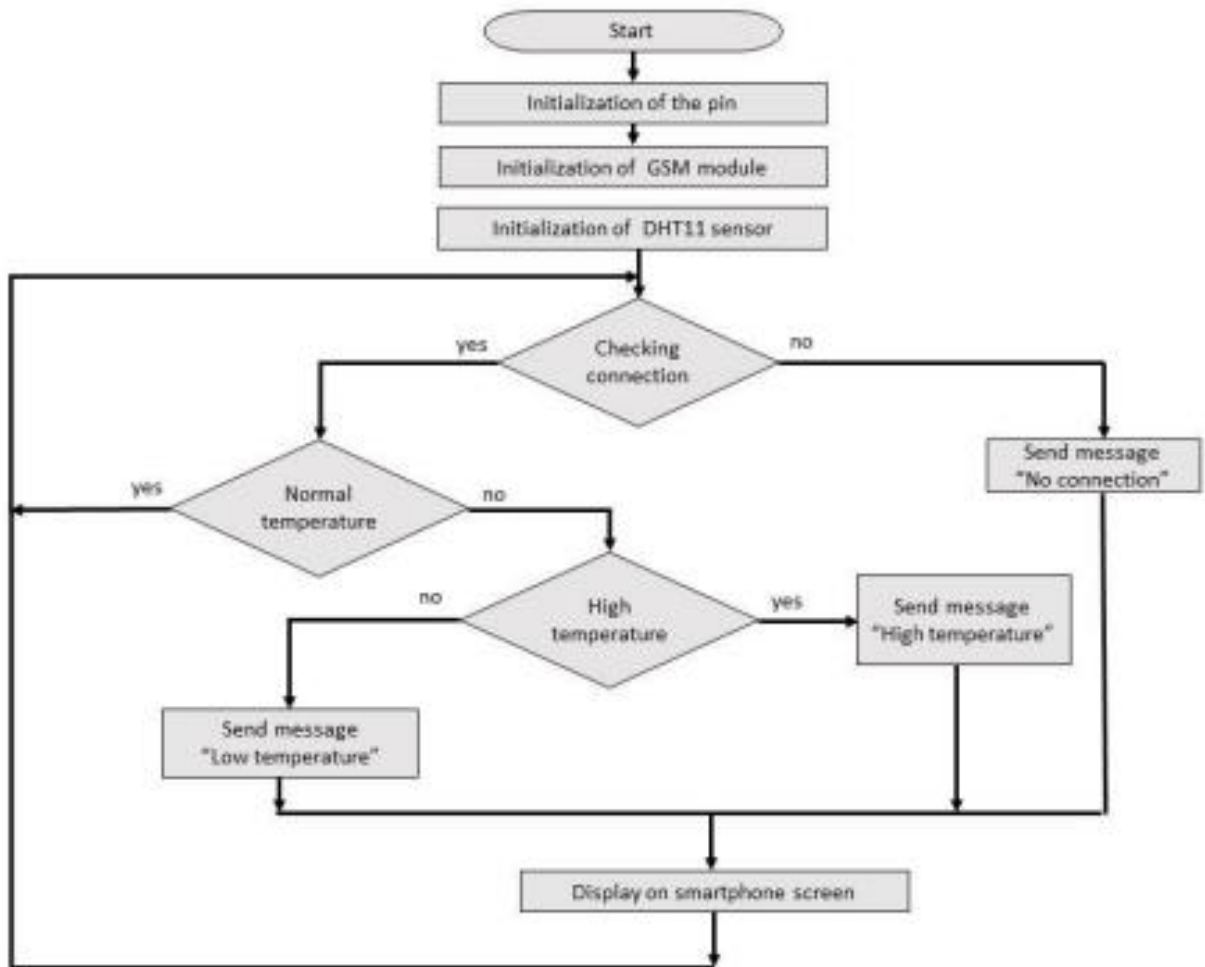 Start
Initialization of the pin
Initialization of GSM module
Initialization of DHT11 sensor
Checking
connection
yes
no
Send message
"No connection"
Normal
temperature
yes
no
High
temperature
no
yes
Send message
"High temperature"
Send message
"Low temperature"
Display on smartphone screen